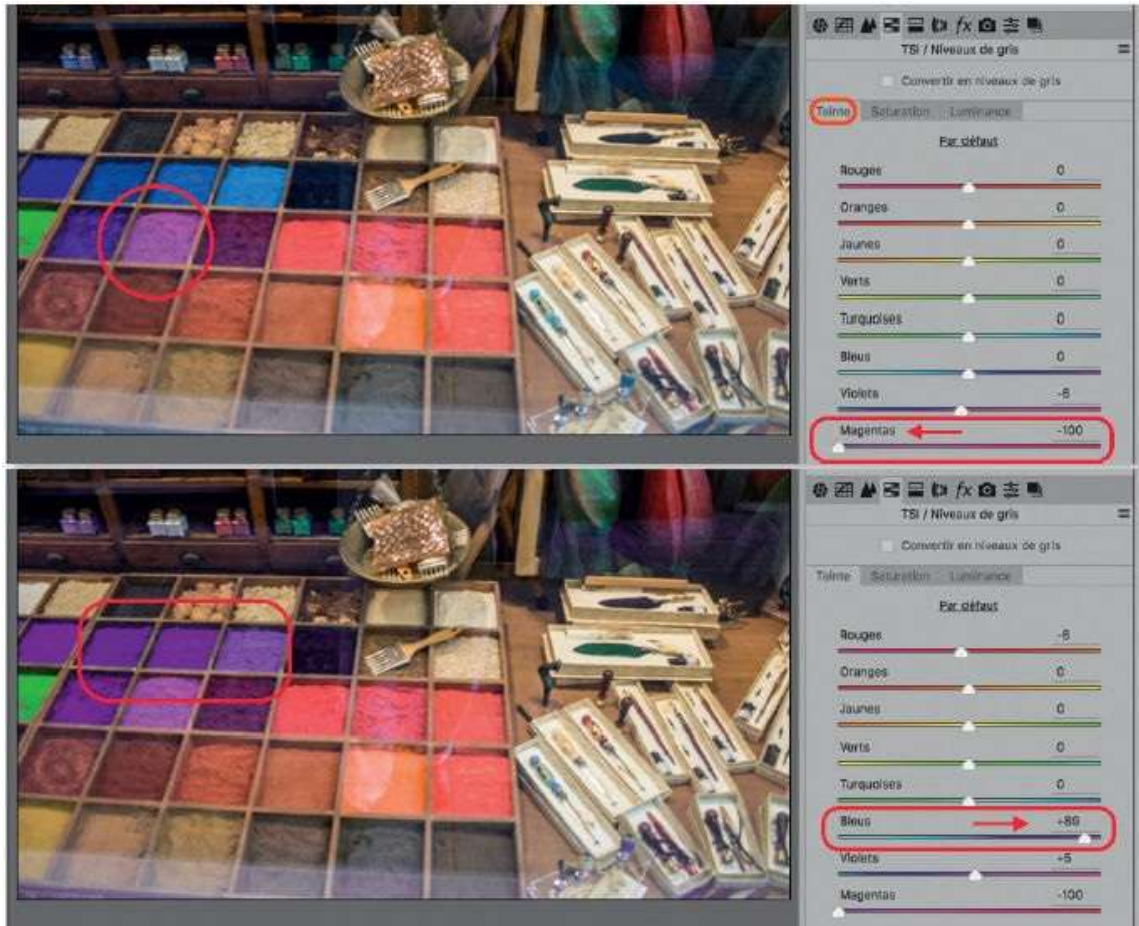 fx
TSI / Niveaux de gris
Convertir en niveaux de gris
Teinte Saturation Luminance
Par défaut
Rouges 0
Oranges 0
Jaunes 0
Verts 0
Turquoises 0
Bleus 0
Violets -6
Magentas -100
fx
TSI / Niveaux de gris
Convertir en niveaux de gris
Teinte Saturation Luminance
Par défaut
Rouges -6
Oranges 0
Jaunes 0
Verts 0
Turquoises 0
Bleus +89
Violets +5
Magentas -100